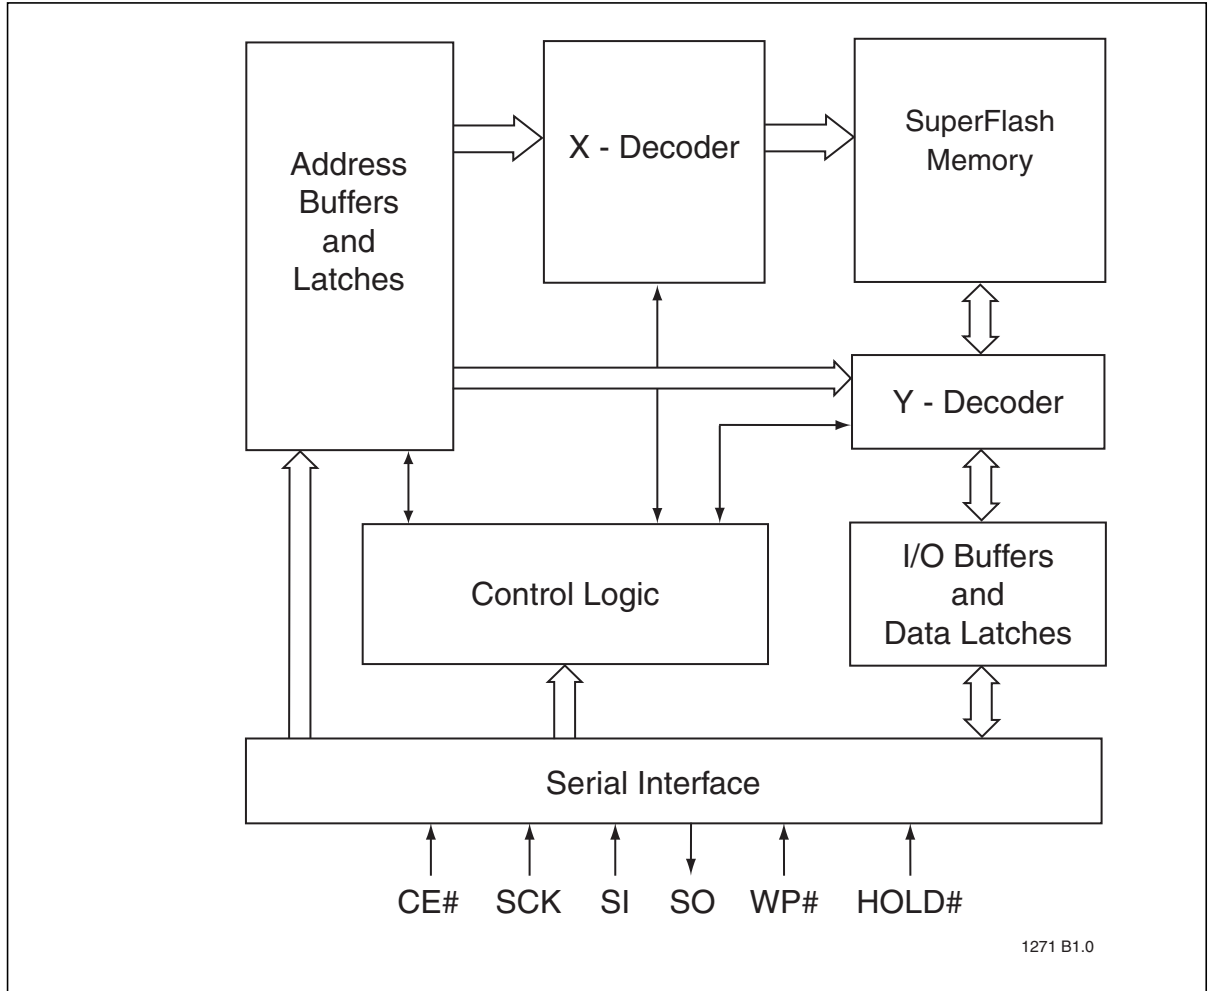 Address
Buffers
and
Latches
X - Decoder
SuperFlash
Memory
Y - Decoder
Control Logic
I/O Buffers
and
Data Latches
Serial Interface
CE# SCK SI SO WP# HOLD#
1271 B1.0